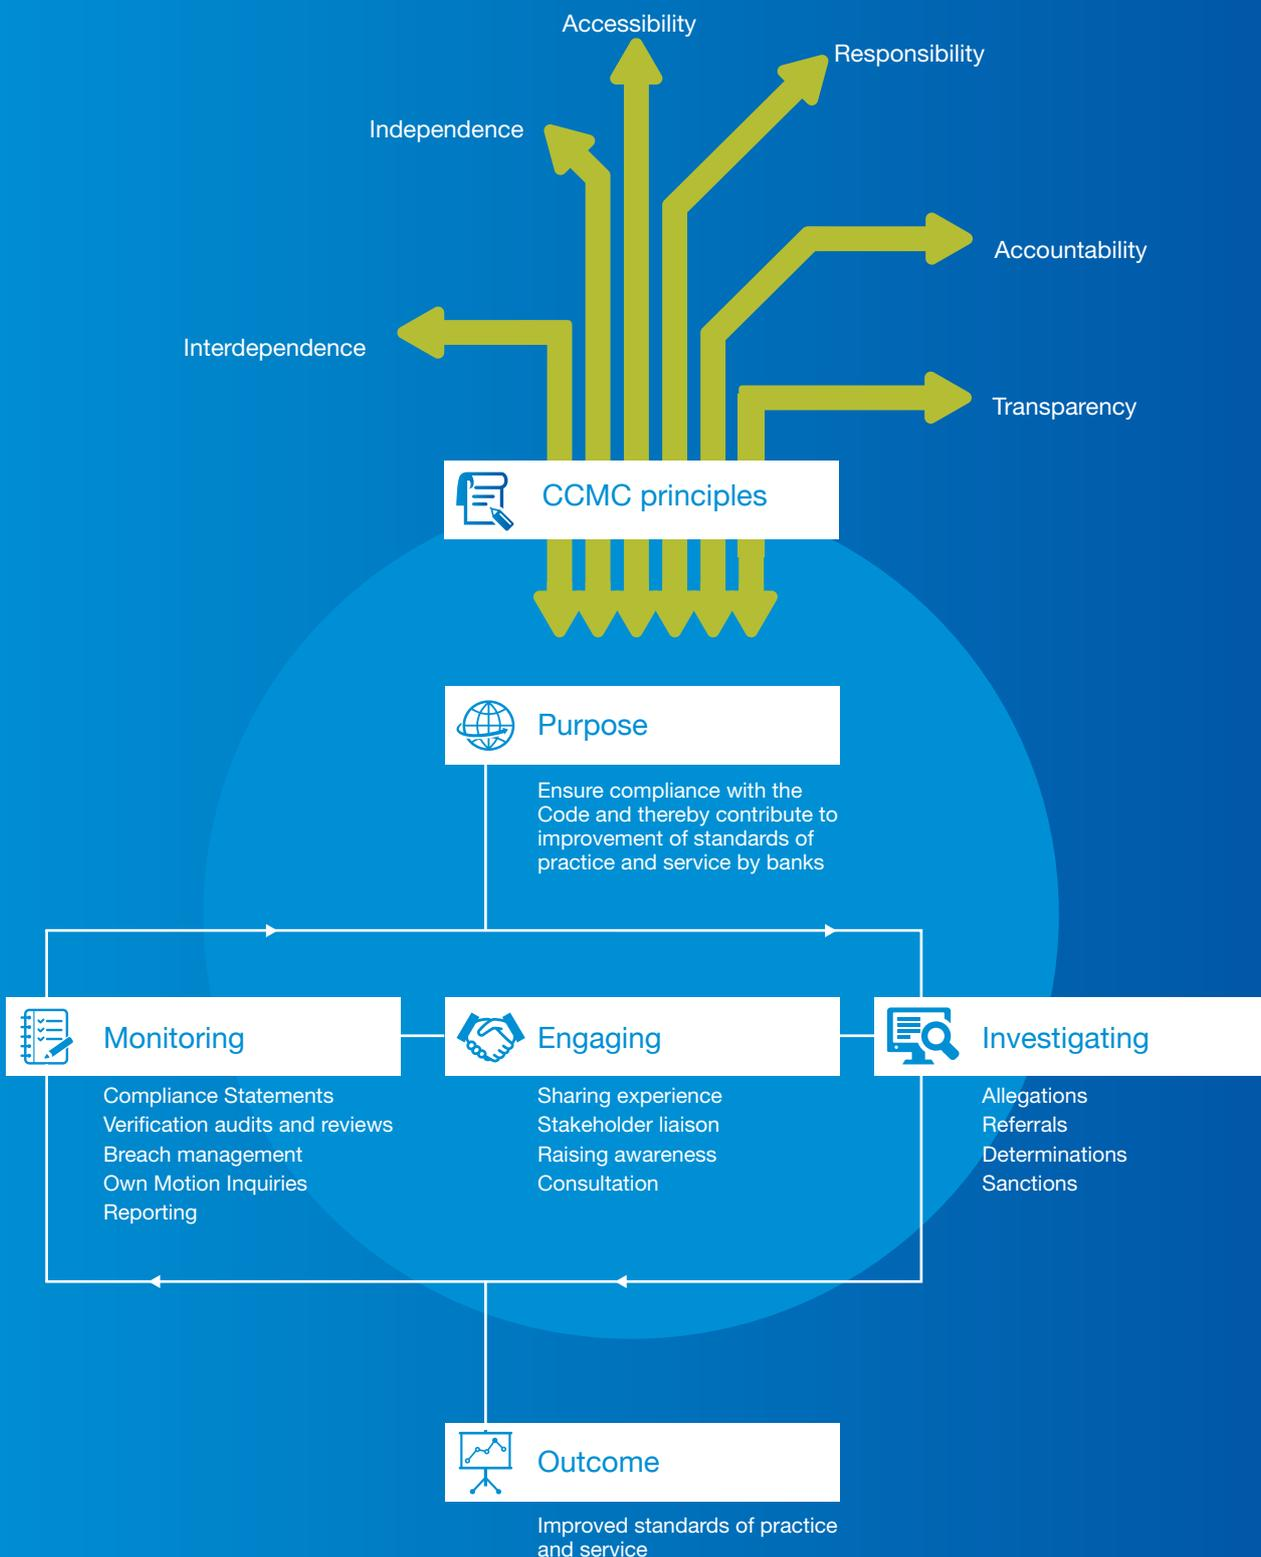 Accessibility
Responsibility
Independence
Accountability
Interdependence
Transparency
CCMC principles
Purpose
Ensure compliance with the
Code and thereby contribute to
improvement of standards of
practice and service by banks
Monitoring
Compliance Statements
Verification audits and reviews
Breach management
Own Motion Inquiries
Reporting
Engaging
Sharing experience
Stakeholder liaison
Raising awareness
Consultation
Investigating
Allegations
Referrals
Determinations
Sanctions
Outcome
Improved standards of practice
and service